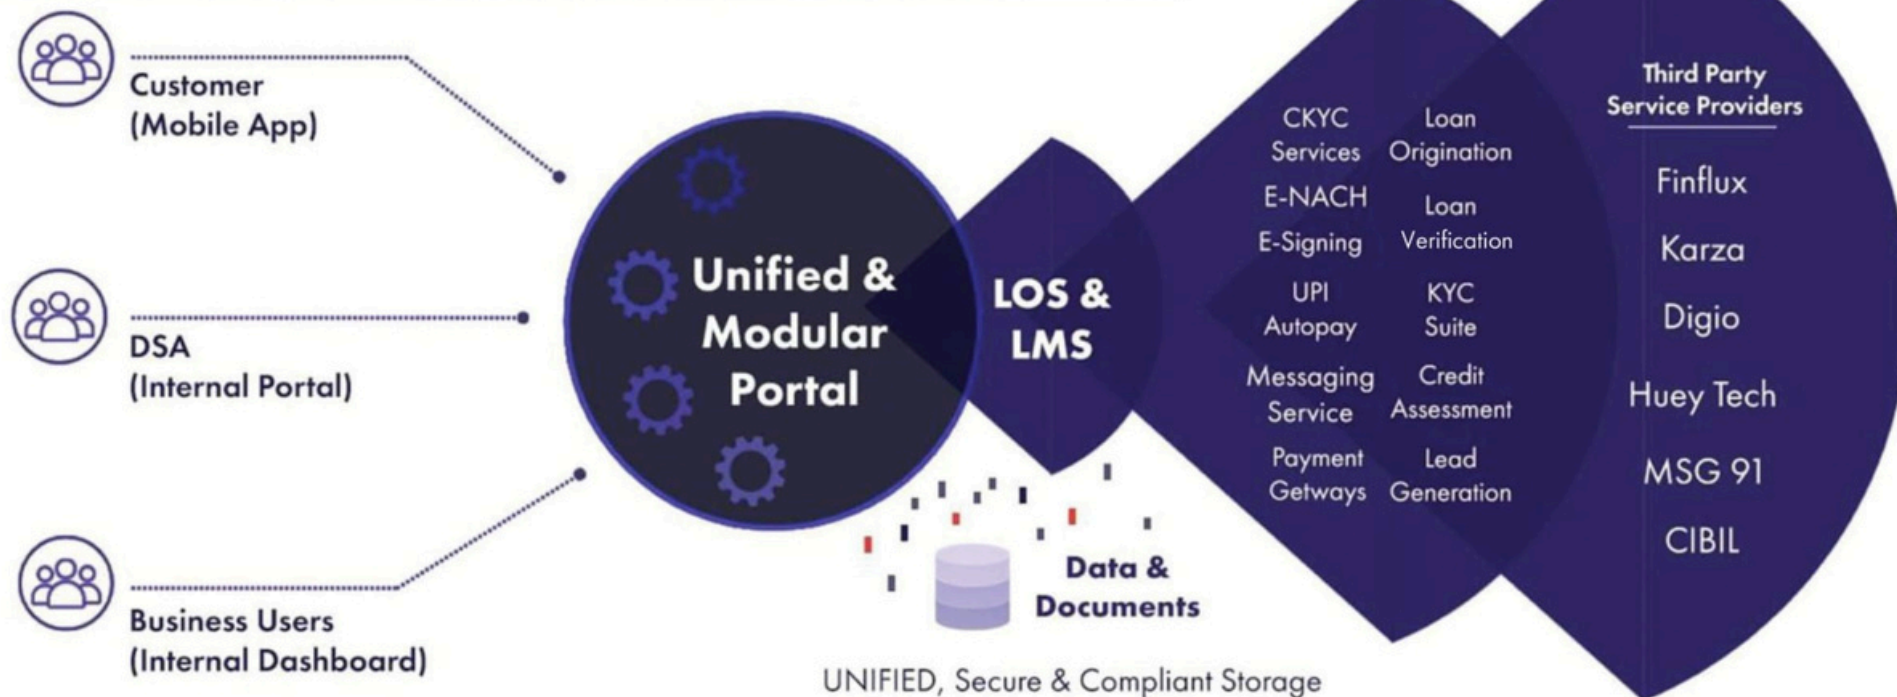 Customer
(Mobile App)
DSA
(Internal Portal)
Business Users
(Internal Dashboard)
Unified &
Modular
Portal
LOS &
LMS
Data &
Documents
UNIFIED, Secure & Compliant Storage
CKYC
Services
E-NACH
E-Signing
UPI
Autopay
Messaging
Service
Payment
Getways
Loan
Origination
Loan
Verification
KYC
Suite
Credit
Assessment
Lead
Generation
Third Party
Service Providers
Finflux
Karza
Digio
Huey Tech
MSG 91
CIBIL